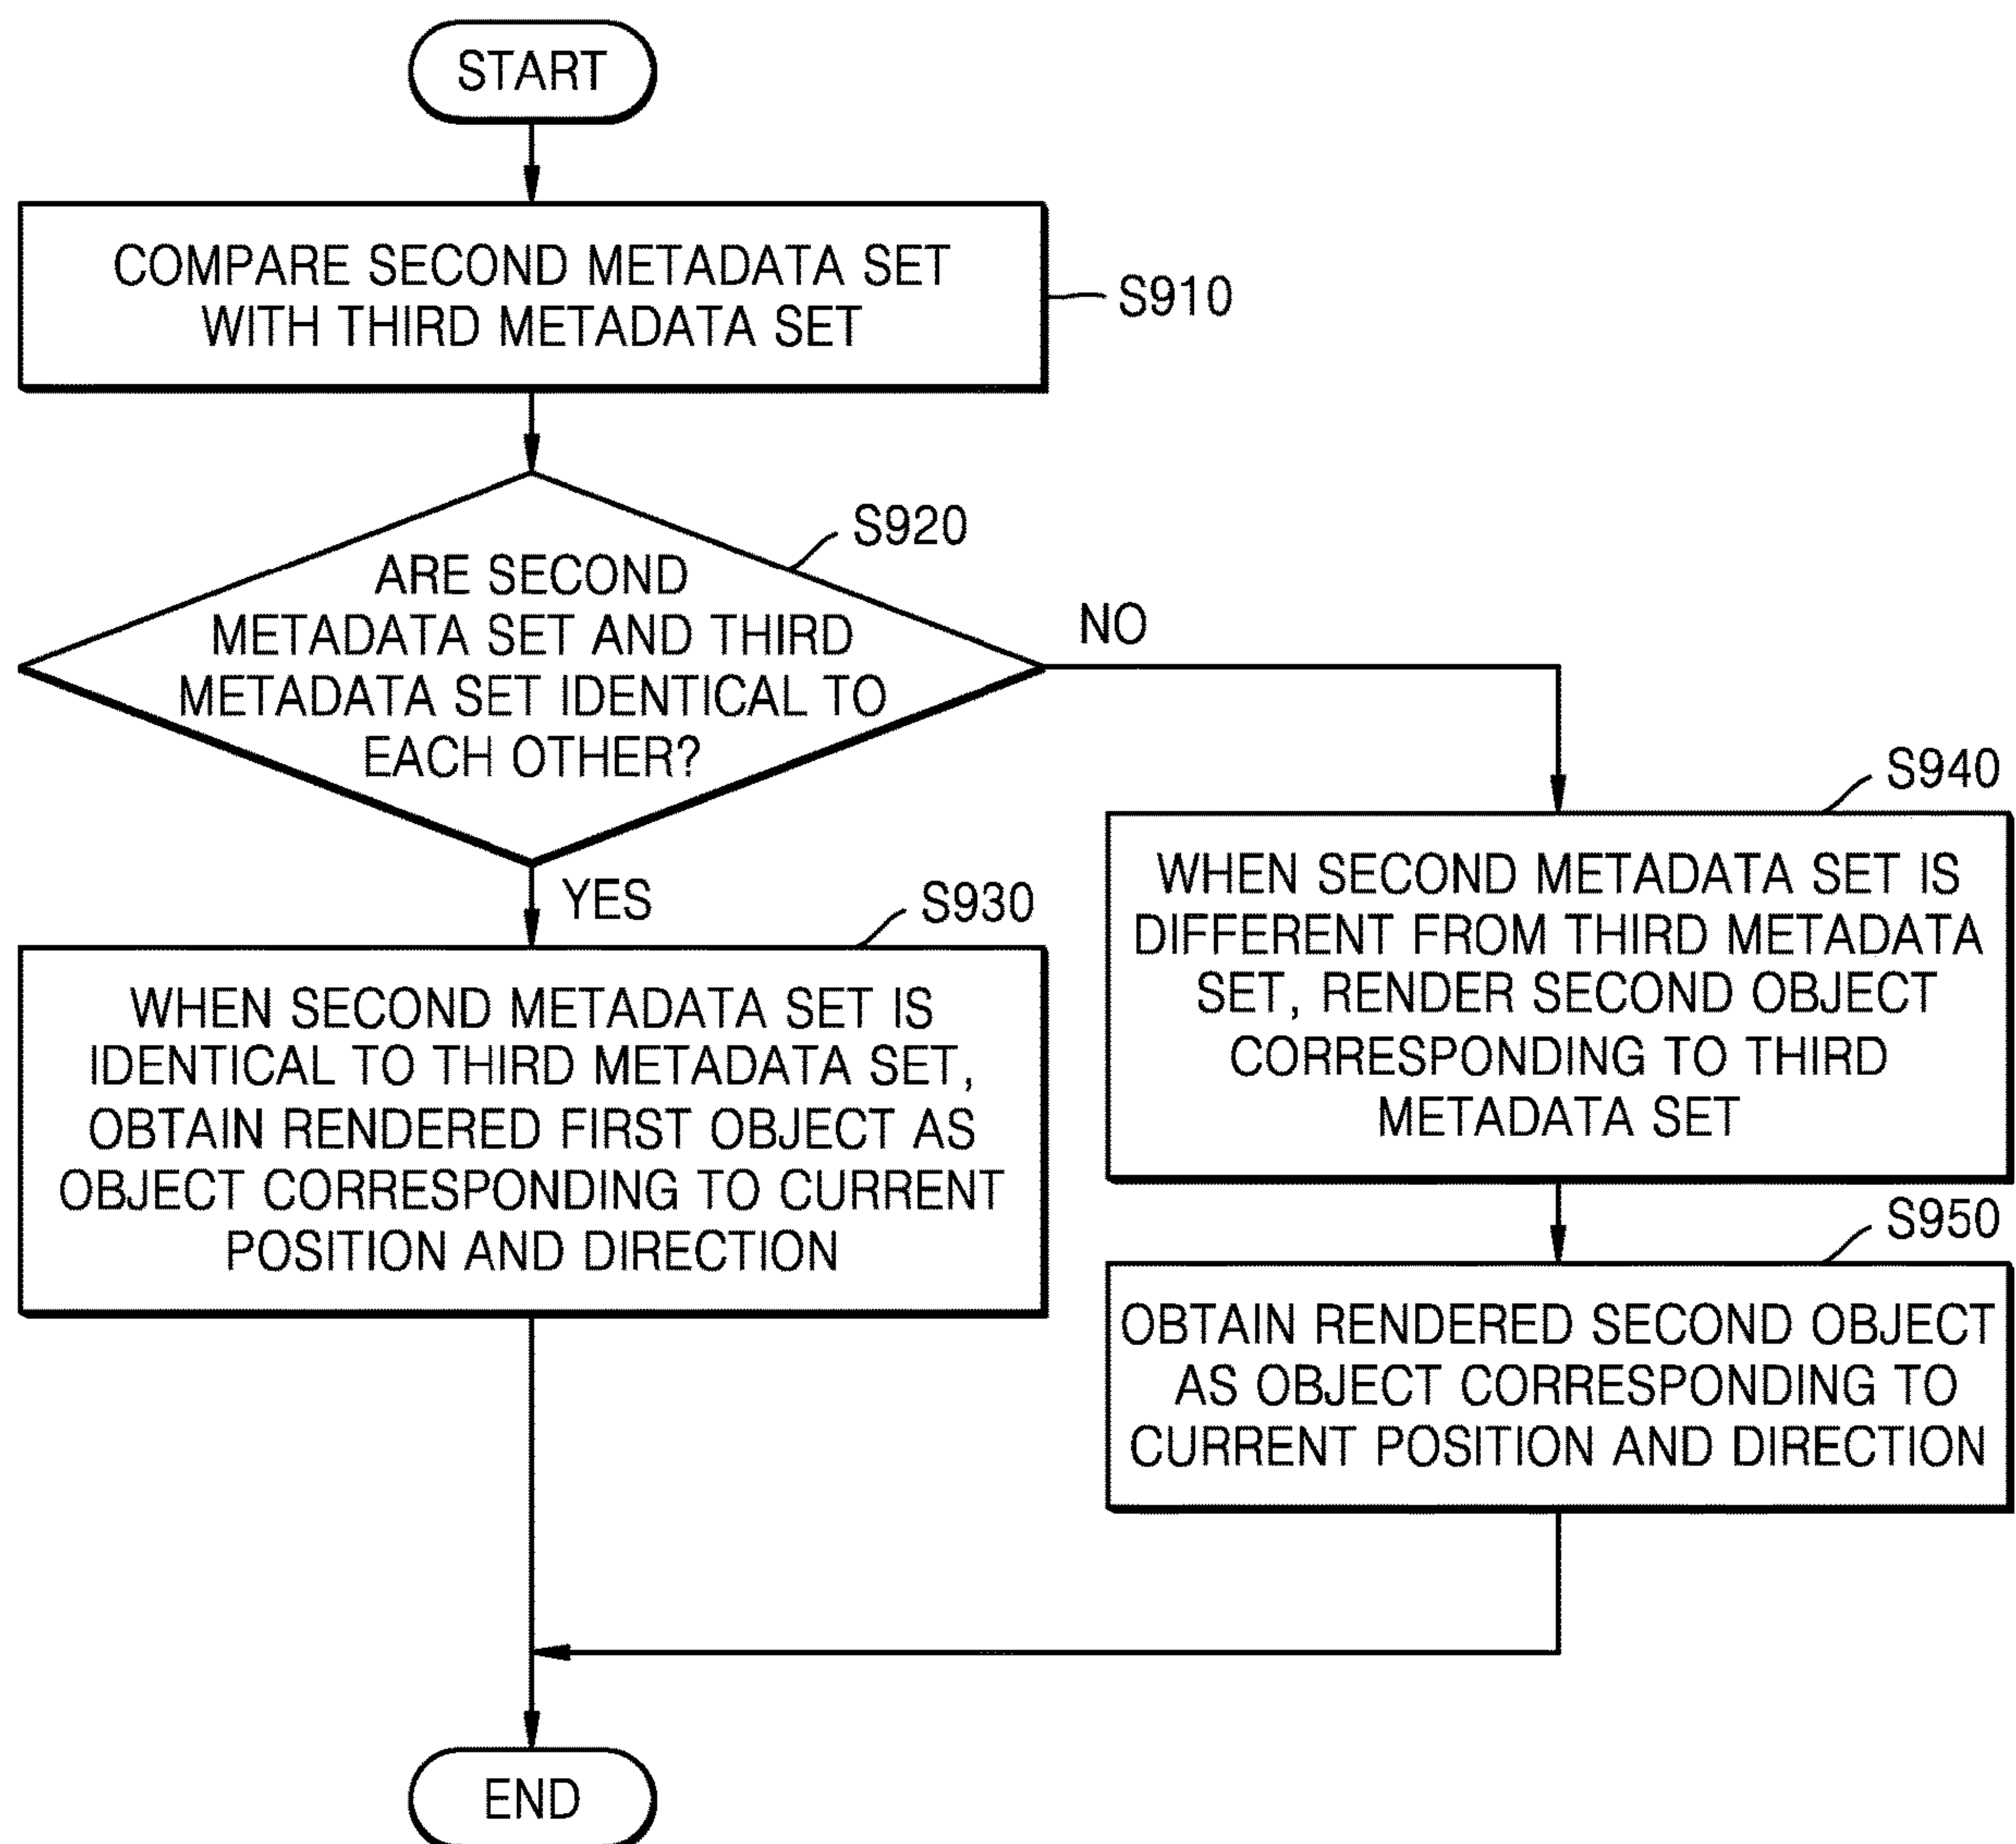 START
COMPARE SECOND METADATA SET
WITH THIRD METADATA SET
S910
S920
ARE SECOND
METADATA SET AND THIRD
METADATA SET IDENTICAL TO
EACH OTHER?
NO
YES
S930
WHEN SECOND METADATA SET IS
IDENTICAL TO THIRD METADATA SET,
OBTAIN RENDERED FIRST OBJECT AS
OBJECT CORRESPONDING TO CURRENT
POSITION AND DIRECTION
S940
WHEN SECOND METADATA SET IS
DIFFERENT FROM THIRD METADATA
SET, RENDER SECOND OBJECT
CORRESPONDING TO THIRD
METADATA SET
S950
OBTAIN RENDERED SECOND OBJECT
AS OBJECT CORRESPONDING TO
CURRENT POSITION AND DIRECTION
END